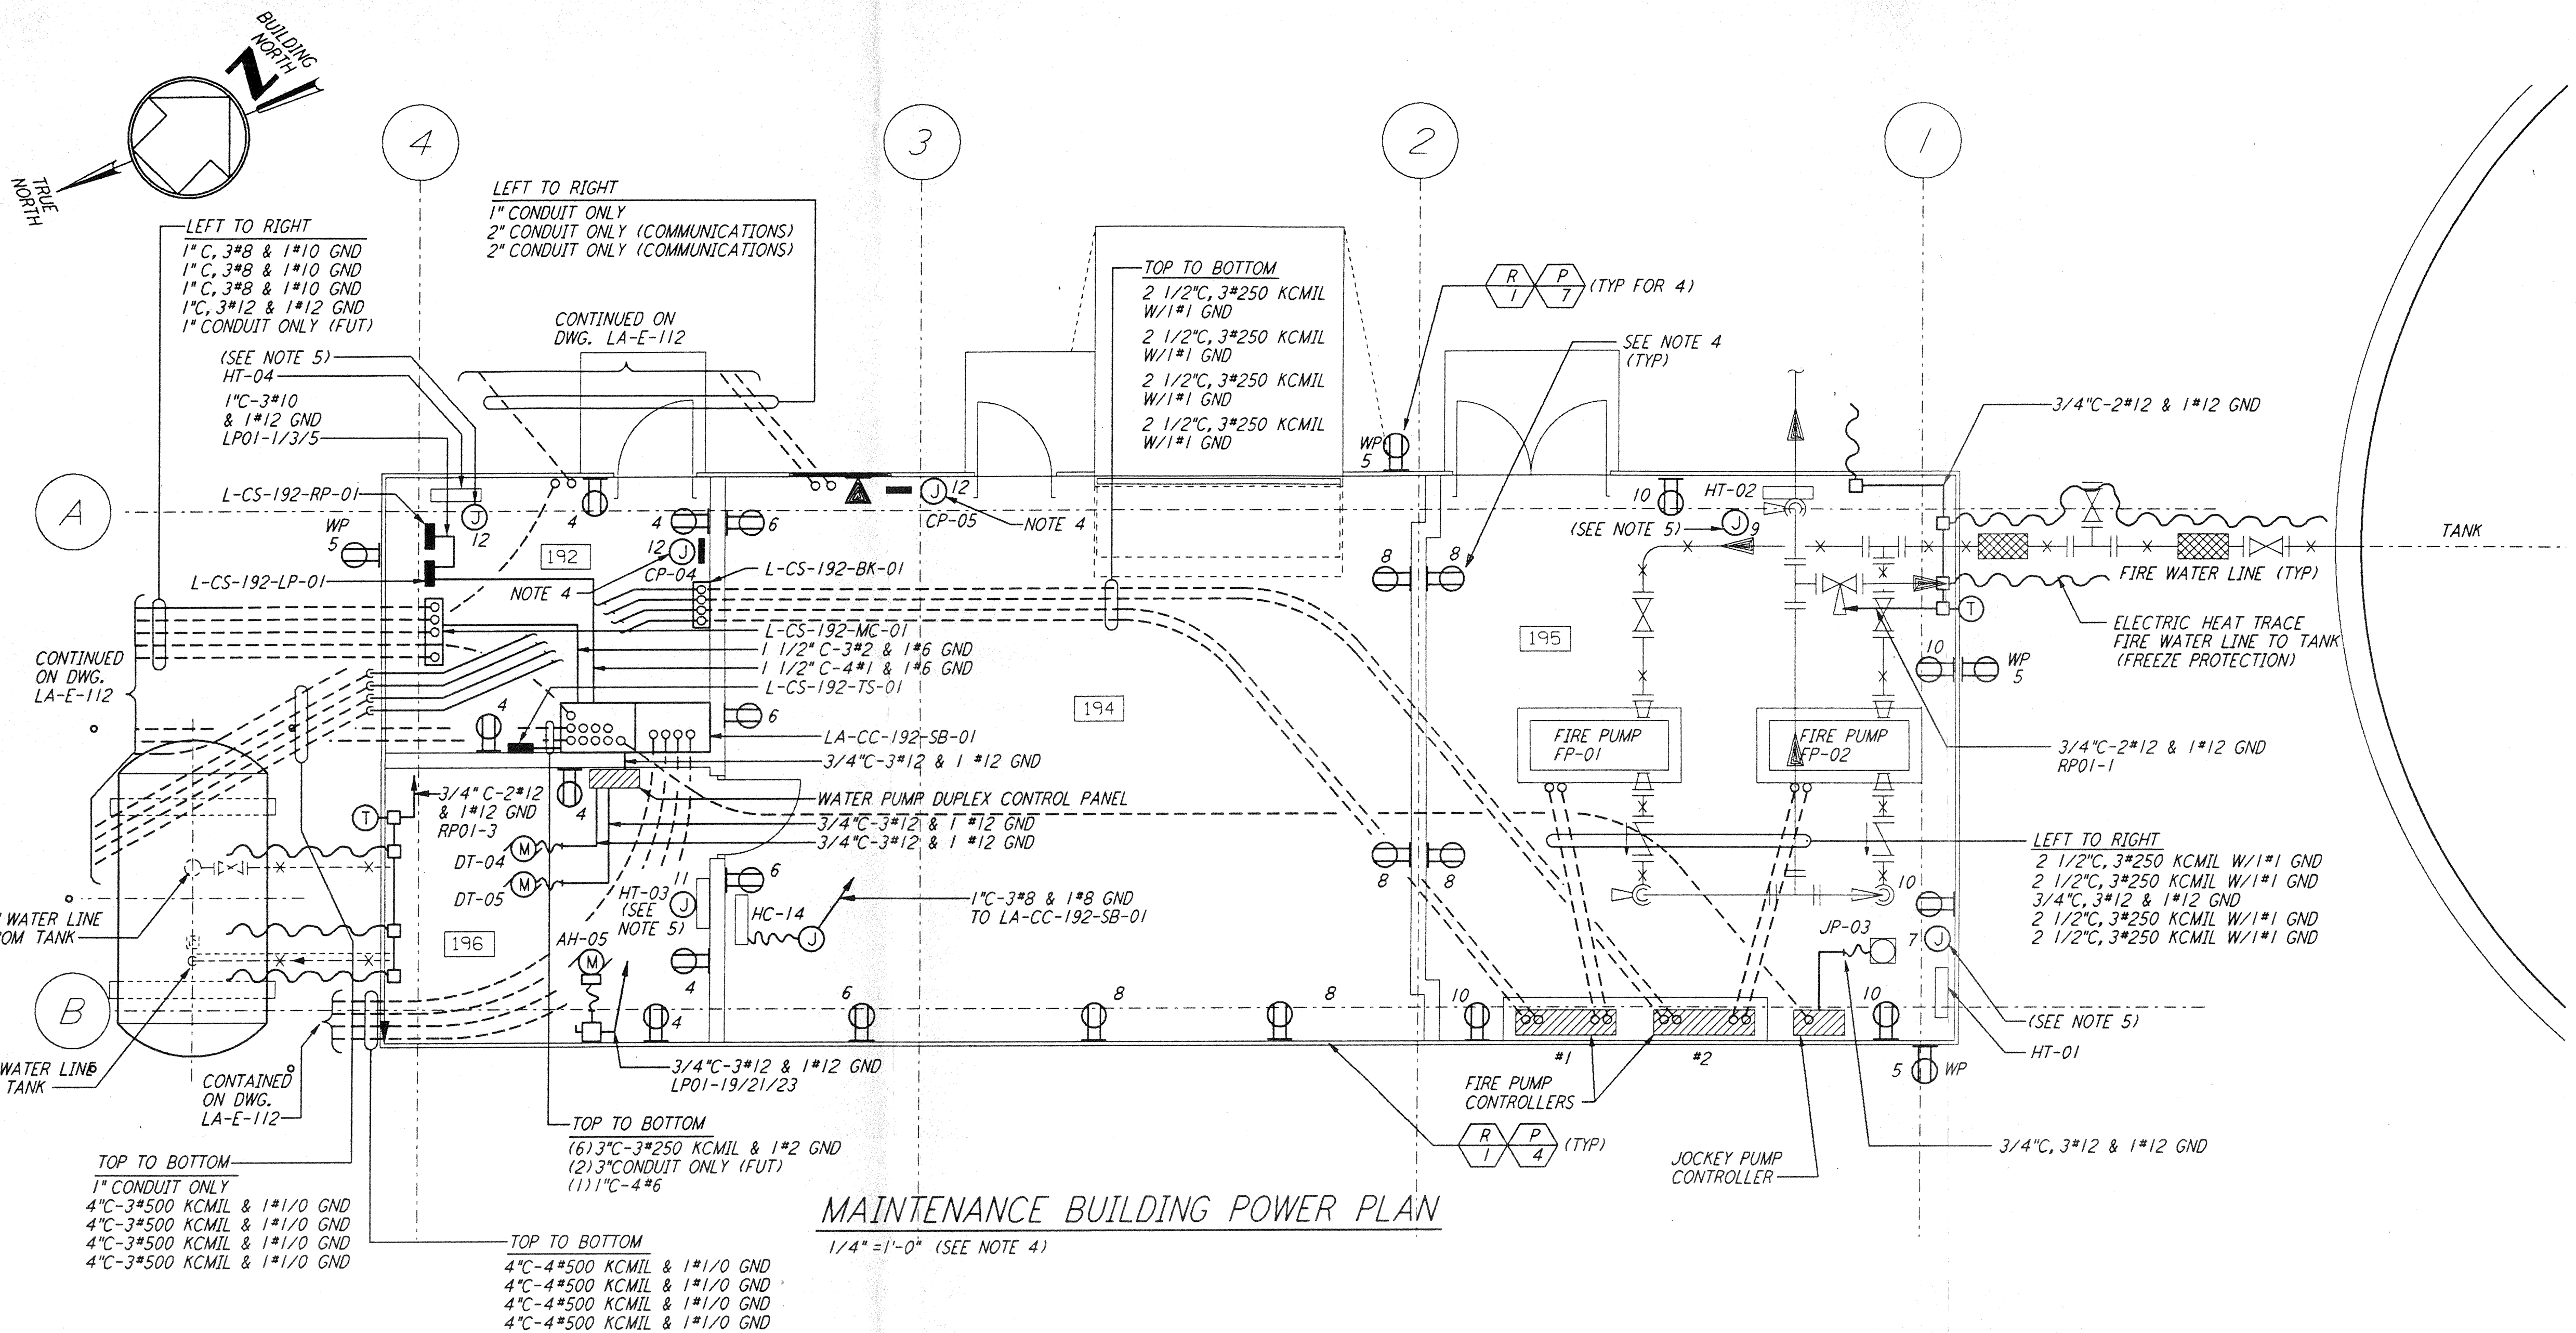 BUILDING
NORTH
N
TRUE
NORTH
4
3
2
1
A
B
LEFT TO RIGHT
1" C, 3#8 & 1#10 GND
1" C, 3#8 & 1#10 GND
1" C, 3#8 & 1#10 GND
1"C, 3#12 & 1#12 GND
1" CONDUIT ONLY (FUT)
LEFT TO RIGHT
1" CONDUIT ONLY
2" CONDUIT ONLY (COMMUNICATIONS)
2" CONDUIT ONLY (COMMUNICATIONS)
CONTINUED ON
DWG. LA-E-112
TOP TO BOTTOM
2 1/2"C, 3#250 KCMIL
W/1#1 GND
2 1/2"C, 3#250 KCMIL
W/1#1 GND
2 1/2"C, 3#250 KCMIL
W/1#1 GND
2 1/2"C, 3#250 KCMIL
W/1#1 GND
R
1
P
7
(TYP FOR 4)
SEE NOTE 4
(TYP)
3/4"C-2#12 & 1#12 GND
(SEE NOTE 5)
HT-04
1"C-3#10
& 1#12 GND
LP01-1/3/5
L-CS-192-RP-01
WP
5
L-CS-192-LP-01
J
12
4
192
4
6
12
J
CP-04
NOTE 4
J
12
CP-05
NOTE 4
WP
5
10
HT-02
(SEE NOTE 5)
J
9
8
8
TANK
FIRE WATER LINE (TYP)
T
ELECTRIC HEAT TRACE
FIRE WATER LINE TO TANK
(FREEZE PROTECTION)
10
WP
5
L-CS-192-BK-01
L-CS-192-MC-01
1 1/2" C-3#2 & 1#6 GND
1 1/2" C-4#1 & 1#6 GND
L-CS-192-TS-01
CONTINUED
ON DWG.
LA-E-112
4
6
194
195
LA-CC-192-SB-01
3/4"C-3#12 & 1 #12 GND
FIRE PUMP
FP-01
FIRE PUMP
FP-02
3/4"C-2#12 & 1#12 GND
RP01-1
3/4" C-2#12
& 1#12 GND
RP01-3
T
4
WATER PUMP DUPLEX CONTROL PANEL
3/4"C-3#12 & 1 #12 GND
3/4"C-3#12 & 1 #12 GND
DT-04
M
DT-05
M
HT-03
(SEE
NOTE 5)
11
J
6
HC-14
J
1"C-3#8 & 1#8 GND
TO LA-CC-192-SB-01
8
8
LEFT TO RIGHT
2 1/2"C, 3#250 KCMIL W/1#1 GND
2 1/2"C, 3#250 KCMIL W/1#1 GND
3/4"C, 3#12 & 1#12 GND
2 1/2"C, 3#250 KCMIL W/1#1 GND
2 1/2"C, 3#250 KCMIL W/1#1 GND
10
7
J
JP-03
WATER LINE
OM TANK
196
AH-05
M
4
4
6
8
8
10
10
#1
#2
(SEE NOTE 5)
HT-01
5
WP
WATER LINE
TANK
CONTAINED
ON DWG.
LA-E-112
3/4"C-3#12 & 1#12 GND
LP01-19/21/23
FIRE PUMP
CONTROLLERS
R
1
P
4
(TYP)
JOCKEY PUMP
CONTROLLER
3/4"C, 3#12 & 1#12 GND
TOP TO BOTTOM
(6)3"C-3#250 KCMIL & 1#2 GND
(2)3"CONDUIT ONLY (FUT)
(1)1"C-4#6
TOP TO BOTTOM
1" CONDUIT ONLY
4"C-3#500 KCMIL & 1#1/0 GND
4"C-3#500 KCMIL & 1#1/0 GND
4"C-3#500 KCMIL & 1#1/0 GND
4"C-3#500 KCMIL & 1#1/0 GND
TOP TO BOTTOM
4"C-4#500 KCMIL & 1#1/0 GND
4"C-4#500 KCMIL & 1#1/0 GND
4"C-4#500 KCMIL & 1#1/0 GND
4"C-4#500 KCMIL & 1#1/0 GND
MAINTENANCE BUILDING POWER PLAN
1/4" =1'-0" (SEE NOTE 4)